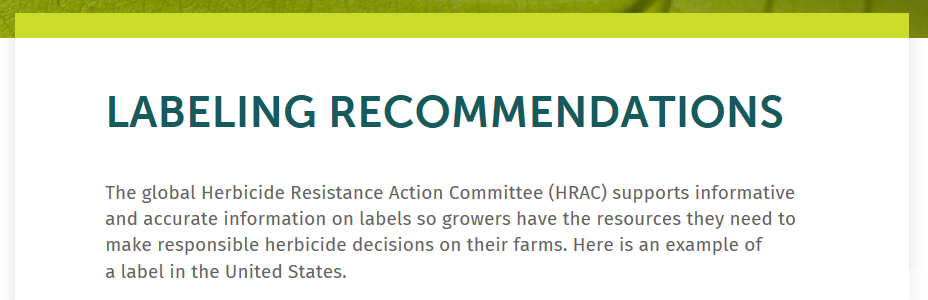 LABELING RECOMMENDATIONS
The global Herbicide Resistance Action Committee (HRAC) supports informative
and accurate information on labels so growers have the resources they need to
make responsible herbicide decisions on their farms. Here is an example of
a label in the United States.